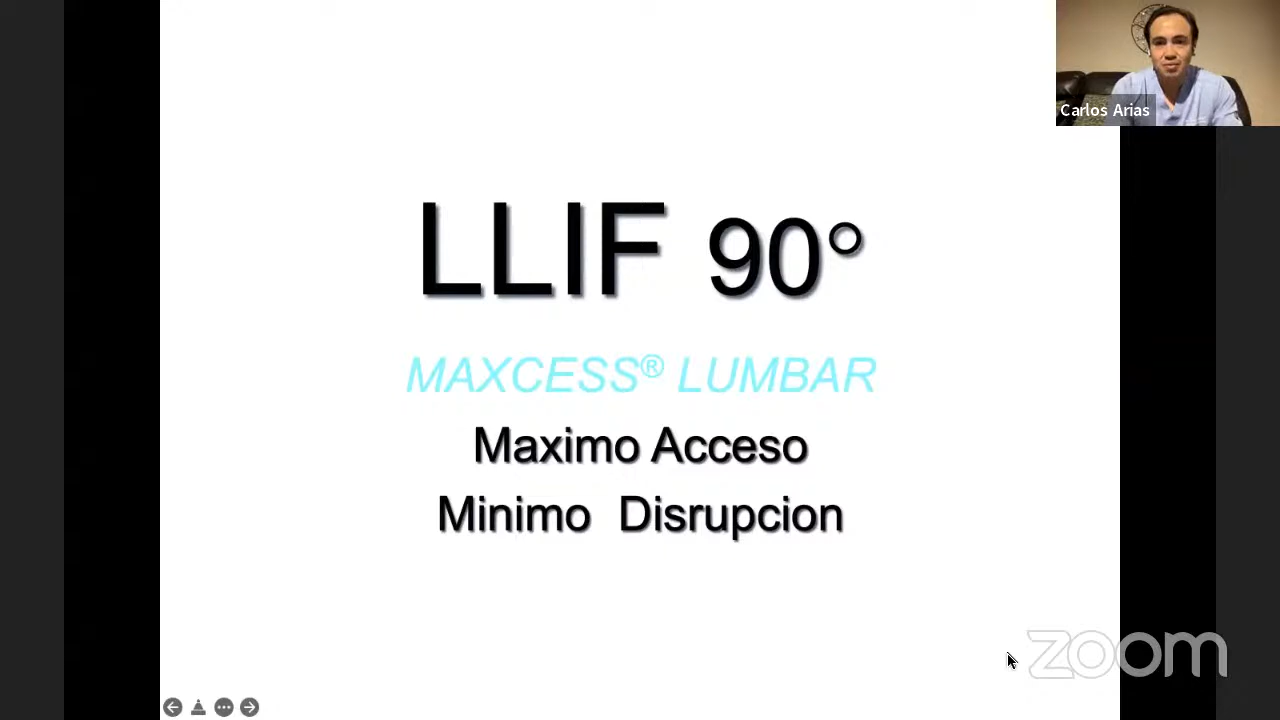 Carlos Arias
LLIF 90°
MAXCESS® LUMBAR
Maximo Acceso
Minimo Disrupcion
zoom